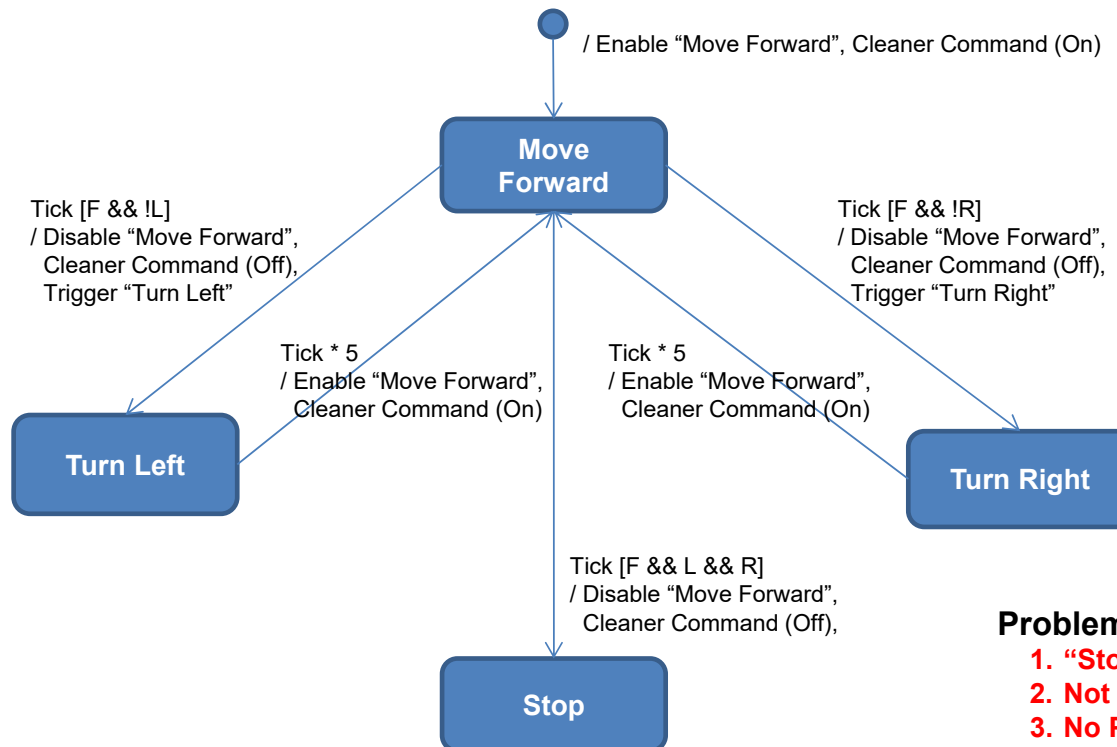 / Enable “Move Forward”, Cleaner Command (On)
Move
Forward
Tick [F && !L]
/ Disable “Move Forward”,
Cleaner Command (Off),
Trigger “Turn Left”
Tick [F && !R]
/ Disable “Move Forward”,
Cleaner Command (Off),
Trigger “Turn Right”
Tick * 5
/ Enable “Move Forward”,
Cleaner Command (On)
Tick * 5
/ Enable “Move Forward”,
Cleaner Command (On)
Turn Left
Turn Right
Tick [F && L && R]
/ Disable “Move Forward”,
Cleaner Command (Off),
Stop
1.
2. Not
3. No